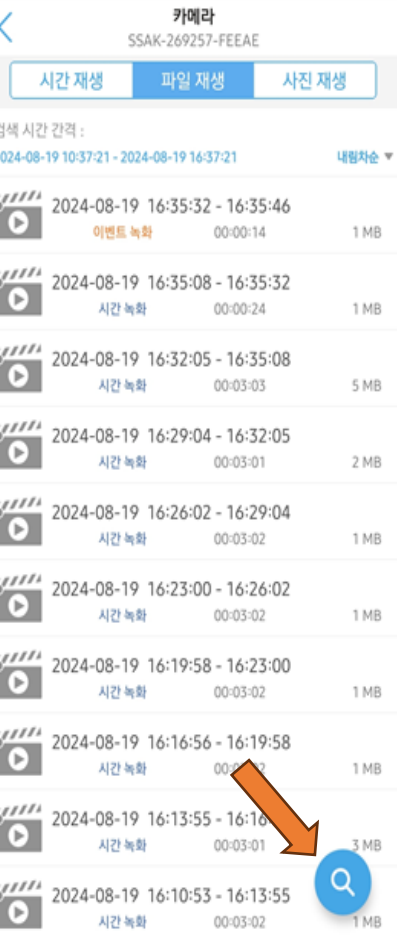 카메라
SSAK-269257-FEEAE
시간 재생 파일 재생 사진 재생
검색 시간 간격 :
2024-08-19 10:37:21 - 2024-08-19 16:37:21 내림차순 ▼
2024-08-19 16:35:32 - 16:35:46
이벤트 녹화 00:00:14 1 MB
2024-08-19 16:35:08 - 16:35:32
시간 녹화 00:00:24 1 MB
2024-08-19 16:32:05 - 16:35:08
시간 녹화 00:03:03 5 MB
2024-08-19 16:29:04 - 16:32:05
시간 녹화 00:03:01 2 MB
2024-08-19 16:26:02 - 16:29:04
시간 녹화 00:03:02 1 MB
2024-08-19 16:23:00 - 16:26:02
시간 녹화 00:03:02 1 MB
2024-08-19 16:19:58 - 16:23:00
시간 녹화 00:03:02 1 MB
2024-08-19 16:16:56 - 16:19:58
시간 녹화 1 MB
2024-08-19 16:13:55 - 16:16
시간 녹화 00:03:01 3 MB
2024-08-19 16:10:53 - 16:13:55
시간 녹화 00:03:02 1 MB